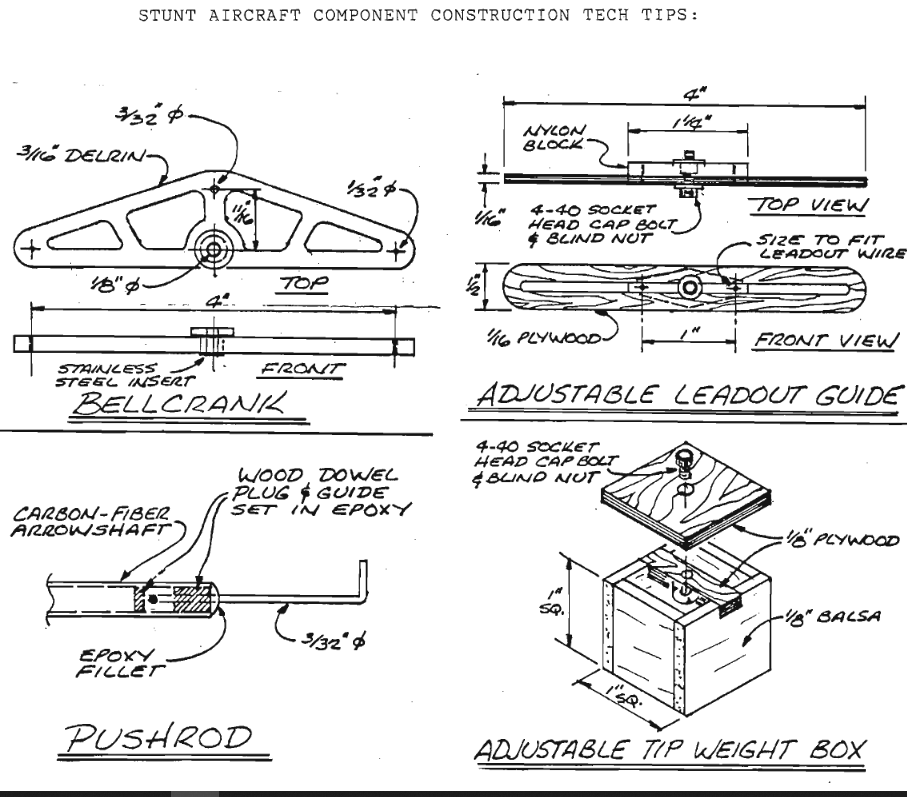 STUNT AIRCRAFT COMPONENT CONSTRUCTION TECH TIPS:
3/32" ϕ
3/16" DELRIN
1/32" ϕ
11/16"
1/8" ϕ
TOP
4"
STAINLESS
STEEL INSERT
FRONT
BELLCRANK
4"
1 1/4"
NYLON
BLOCK
1/16"
4-40 SOCKET
HEAD CAP BOLT
& BLIND NUT
TOP VIEW
SIZE TO FIT
LEADOUT WIRE
1/2"
1/16 PLYWOOD
1"
FRONT VIEW
ADJUSTABLE LEADOUT GUIDE
WOOD DOWEL
PLUG & GUIDE
SET IN EPOXY
CARBON-FIBER
ARROWSHAFT
3/32" ϕ
EPOXY
FILLET
PUSHROD
4-40 SOCKET
HEAD CAP BOLT
& BLIND NUT
1/8" PLYWOOD
1"
SQ.
1/8" BALSA
1"
SQ.
ADJUSTABLE TIP WEIGHT BOX